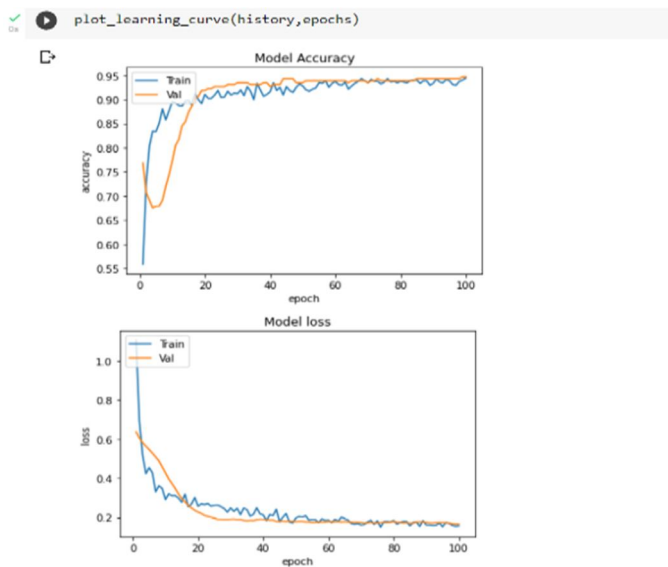 plot_learning_curve(history,epochs)
0s
Model Accuracy
Train
Val
0.95
0.90
0.85
0.80
0.75
0.70
0.65
0.60
0.55
accuracy
0 20 40 60 80 100
epoch
Model loss
Train
Val
1.0
0.8
0.6
0.4
0.2
loss
0 20 40 60 80 100
epoch